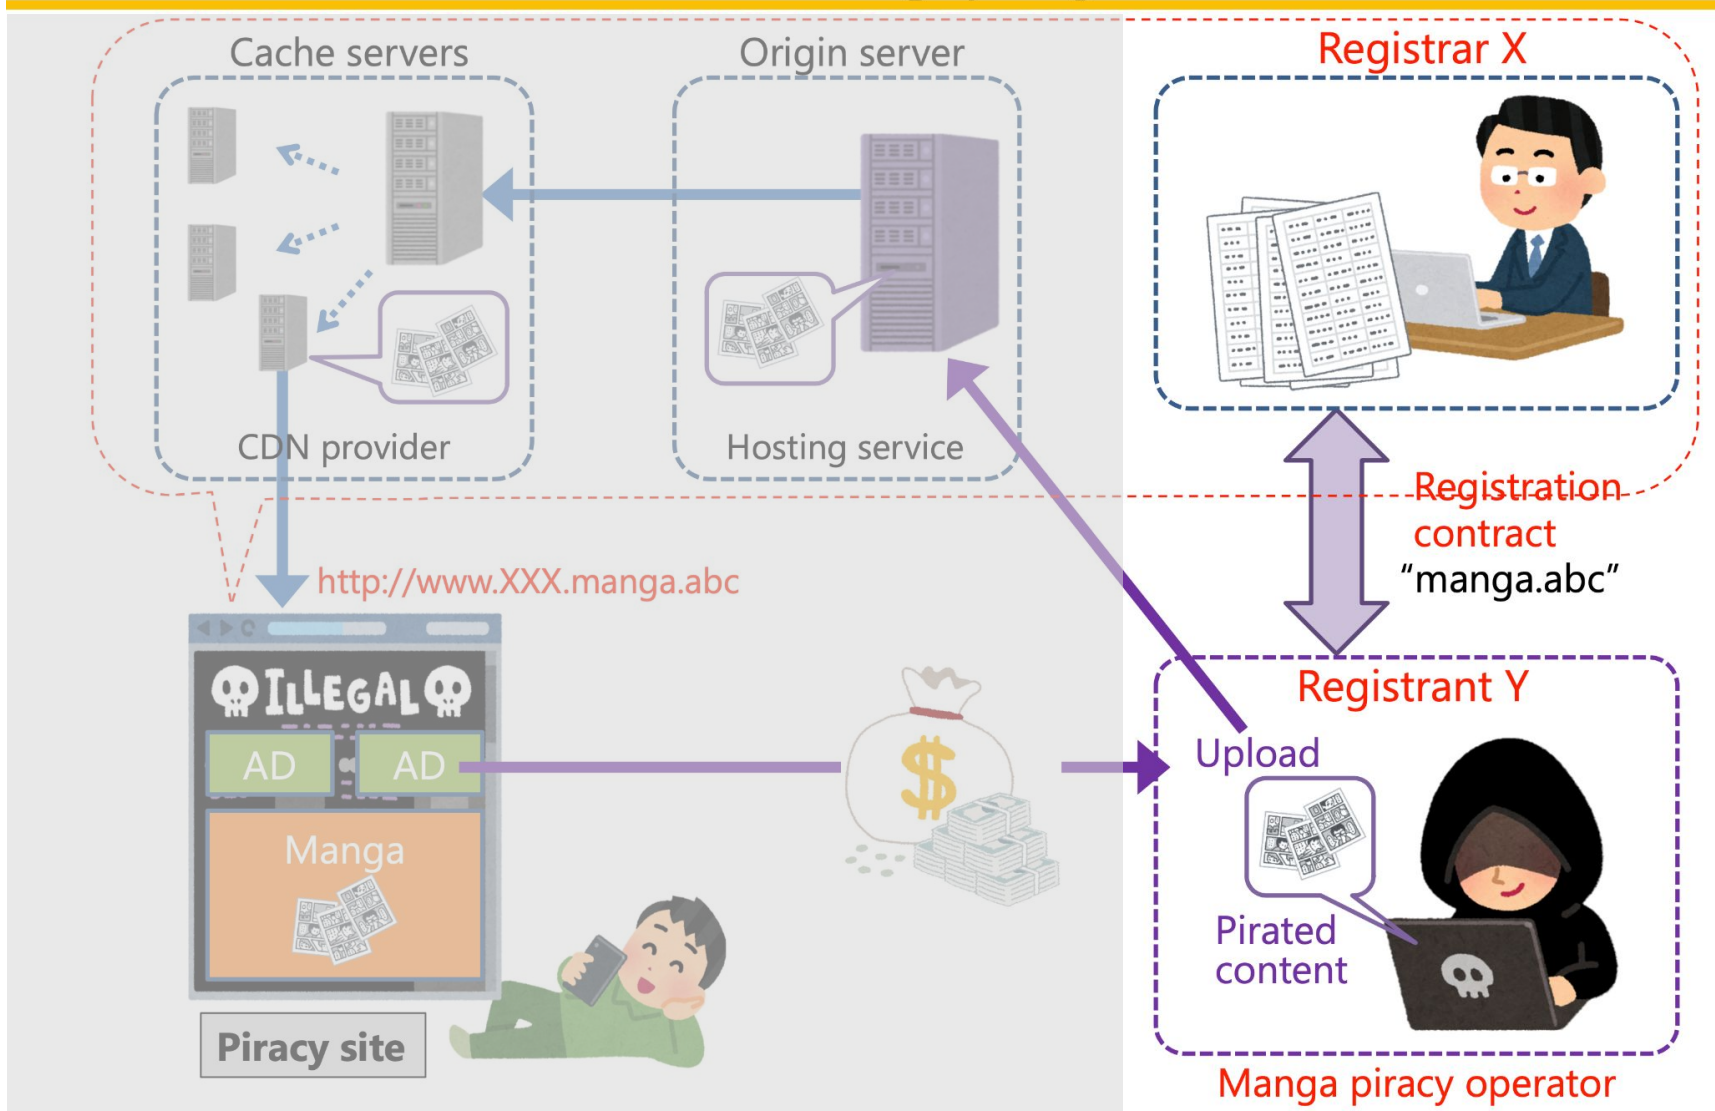 Cache servers
Origin server
Registrar X
CDN provider
Hosting service
Registration
contract
“manga.abc”
http://www.XXX.manga.abc
ILLEGAL
AD
AD
Manga
Piracy site
$
Registrant Y
Upload
Pirated
content
Manga piracy operator